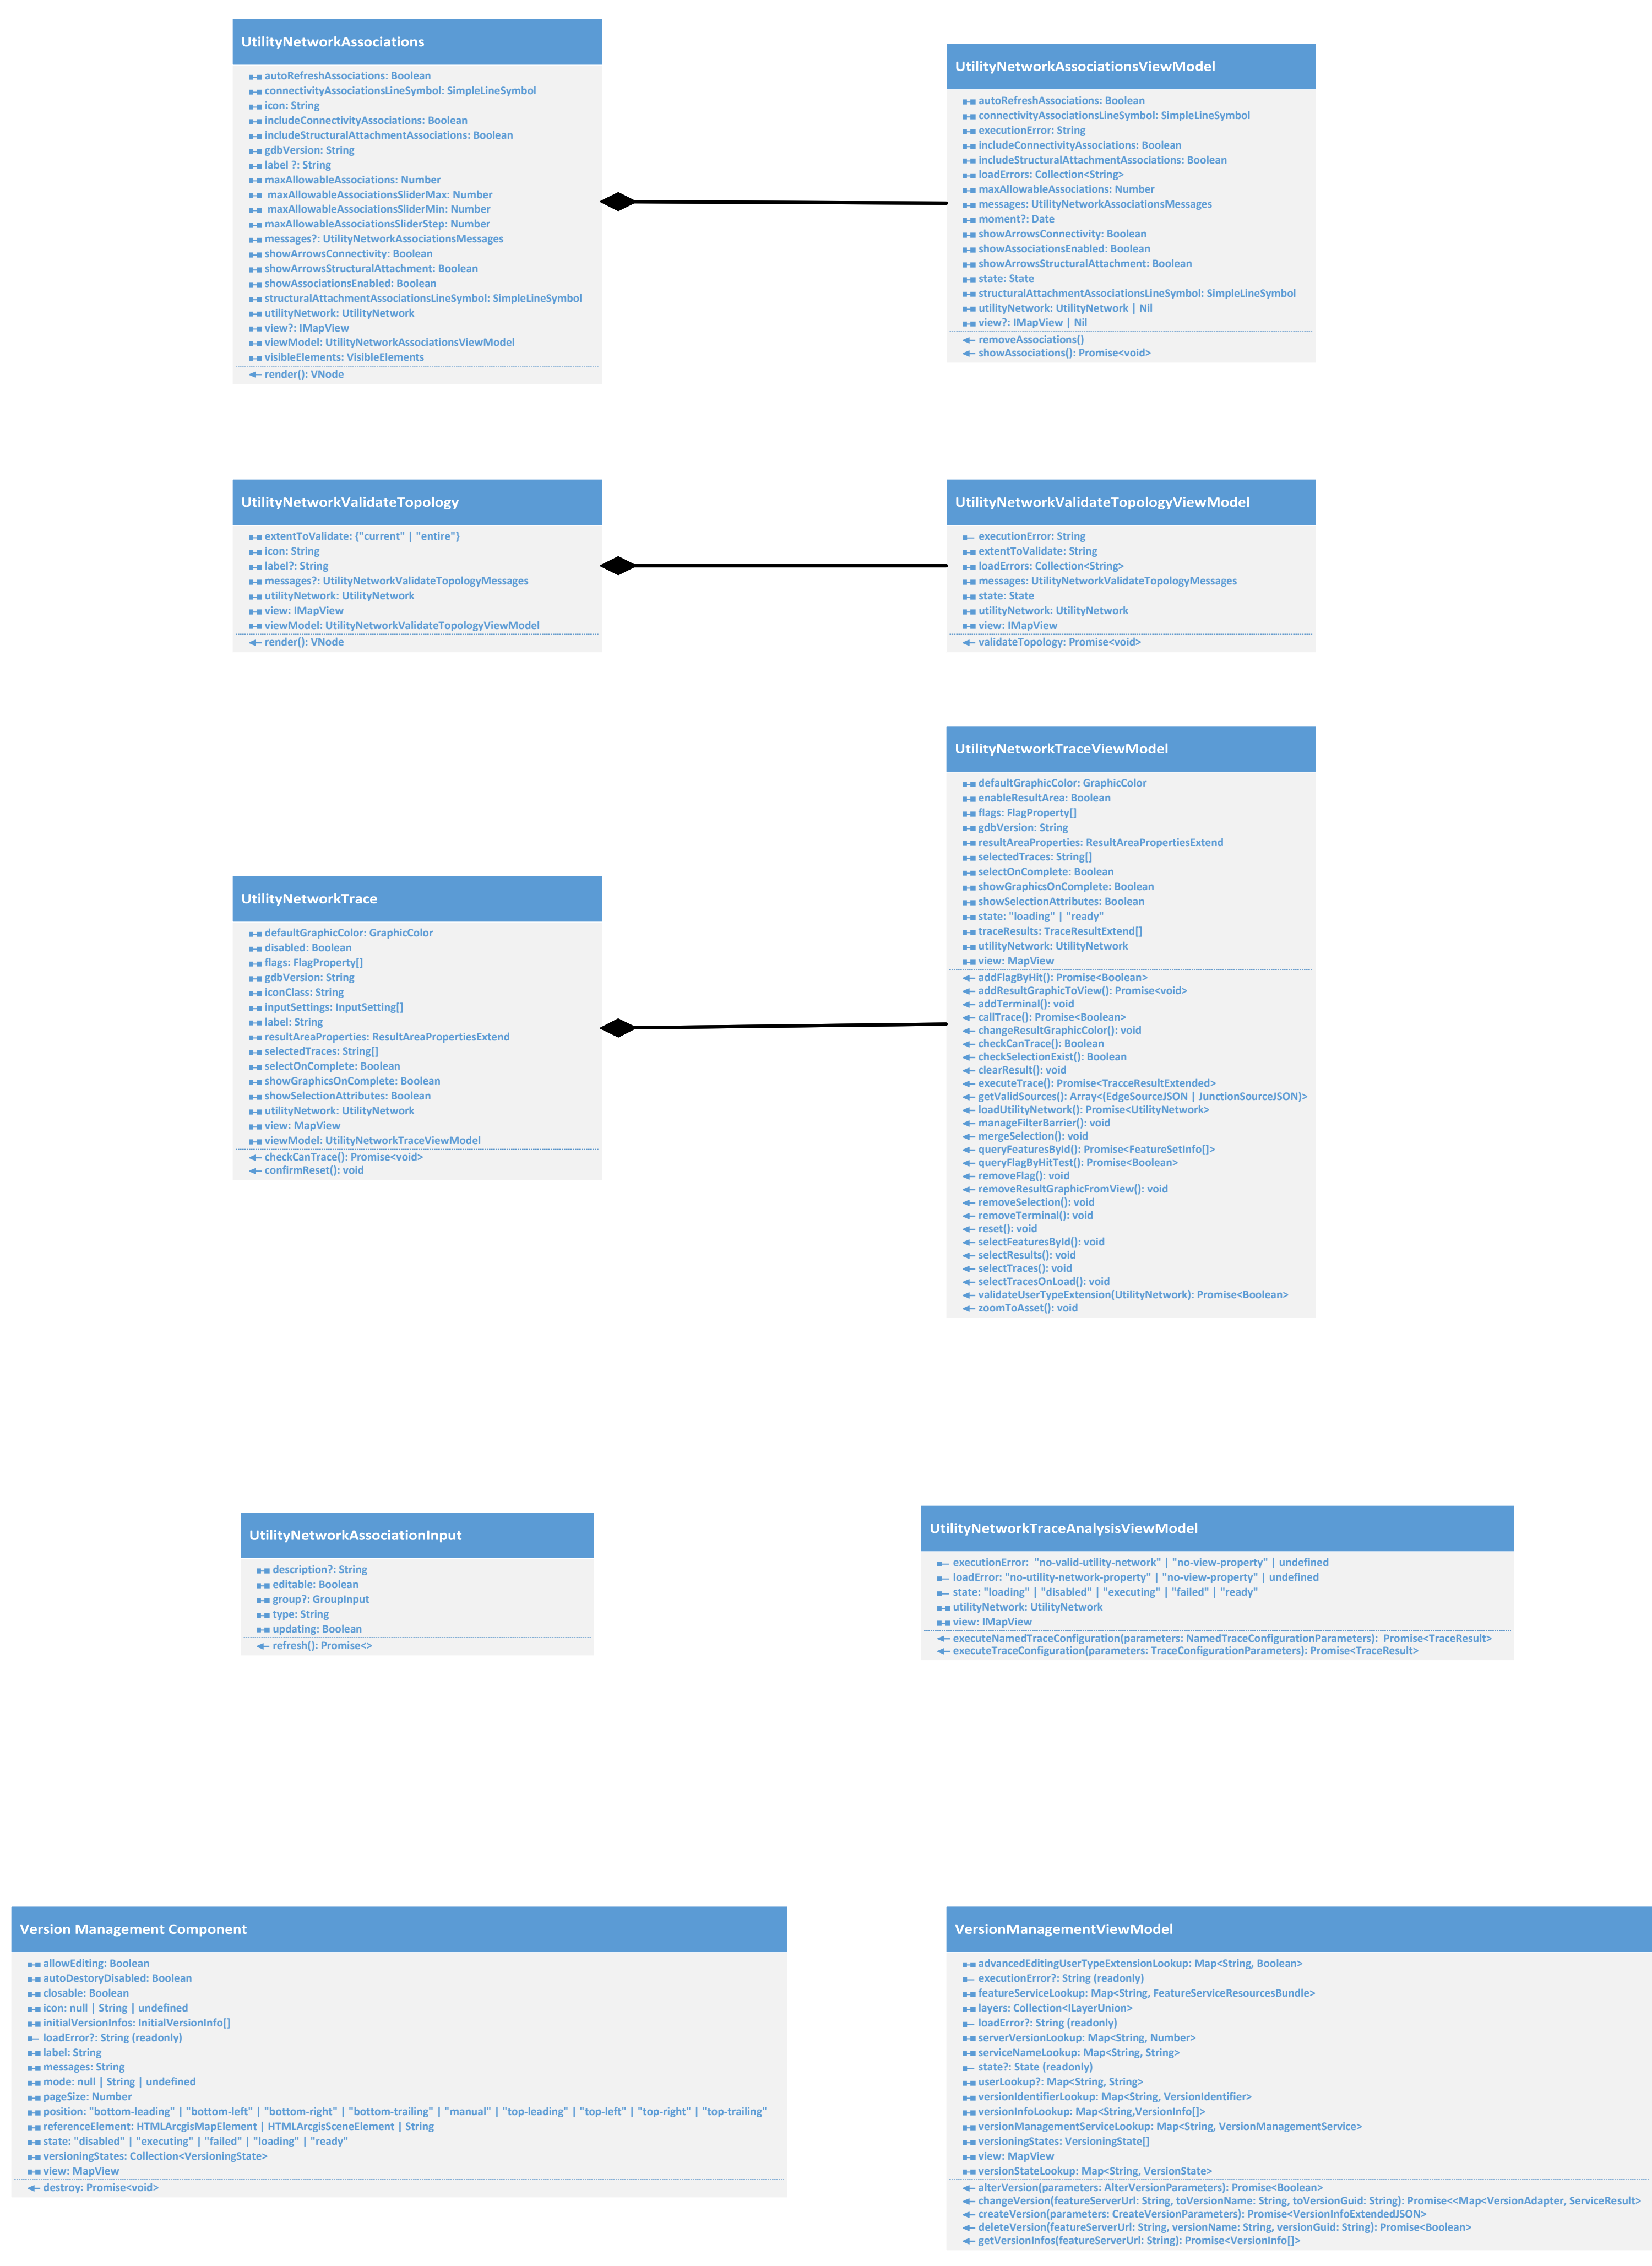 UtilityNetworkAssociations
autoRefreshAssociations: Boolean
connectivityAssociationsLineSymbol: SimpleLineSymbol
icon: String
includeConnectivityAssociations: Boolean
includeStructuralAttachmentAssociations: Boolean
gdbVersion: String
label ?: String
maxAllowableAssociations: Number
maxAllowableAssociationsSliderMax: Number
maxAllowableAssociationsSliderMin: Number
maxAllowableAssociationsSliderStep: Number
messages?: UtilityNetworkAssociationsMessages
showArrowsConnectivity: Boolean
showArrowsStructuralAttachment: Boolean
showAssociationsEnabled: Boolean
structuralAttachmentAssociationsLineSymbol: SimpleLineSymbol
utilityNetwork: UtilityNetwork
view?: IMapView
viewModel: UtilityNetworkAssociationsViewModel
visibleElements: VisibleElements
render(): VNode
UtilityNetworkAssociationsViewModel
autoRefreshAssociations: Boolean
connectivityAssociationsLineSymbol: SimpleLineSymbol
executionError: String
includeConnectivityAssociations: Boolean
includeStructuralAttachmentAssociations: Boolean
loadErrors: Collection<String>
maxAllowableAssociations: Number
messages: UtilityNetworkAssociationsMessages
moment?: Date
showArrowsConnectivity: Boolean
showAssociationsEnabled: Boolean
showArrowsStructuralAttachment: Boolean
state: State
structuralAttachmentAssociationsLineSymbol: SimpleLineSymbol
utilityNetwork: UtilityNetwork | Nil
view?: IMapView | Nil
removeAssociations()
showAssociations(): Promise<void>
UtilityNetworkValidateTopology
extentToValidate: {"current" | "entire"}
icon: String
label?: String
messages?: UtilityNetworkValidateTopologyMessages
utilityNetwork: UtilityNetwork
view: IMapView
viewModel: UtilityNetworkValidateTopologyViewModel
render(): VNode
UtilityNetworkValidateTopologyViewModel
executionError: String
extentToValidate: String
loadErrors: Collection<String>
messages: UtilityNetworkValidateTopologyMessages
state: State
utilityNetwork: UtilityNetwork
view: IMapView
validateTopology: Promise<void>
UtilityNetworkTrace
defaultGraphicColor: GraphicColor
disabled: Boolean
flags: FlagProperty[]
gdbVersion: String
iconClass: String
inputSettings: InputSetting[]
label: String
resultAreaProperties: ResultAreaPropertiesExtend
selectedTraces: String[]
selectOnComplete: Boolean
showGraphicsOnComplete: Boolean
showSelectionAttributes: Boolean
utilityNetwork: UtilityNetwork
view: MapView
viewModel: UtilityNetworkTraceViewModel
checkCanTrace(): Promise<void>
confirmReset(): void
UtilityNetworkTraceViewModel
defaultGraphicColor: GraphicColor
enableResultArea: Boolean
flags: FlagProperty[]
gdbVersion: String
resultAreaProperties: ResultAreaPropertiesExtend
selectedTraces: String[]
selectOnComplete: Boolean
showGraphicsOnComplete: Boolean
showSelectionAttributes: Boolean
state: "loading" | "ready"
traceResults: TraceResultExtend[]
utilityNetwork: UtilityNetwork
view: MapView
addFlagByHit(): Promise<Boolean>
addResultGraphicToView(): Promise<void>
addTerminal(): void
callTrace(): Promise<Boolean>
changeResultGraphicColor(): void
checkCanTrace(): Boolean
checkSelectionExist(): Boolean
clearResult(): void
executeTrace(): Promise<TracceResultExtended>
getValidSources(): Array<(EdgeSourceJSON | JunctionSourceJSON)>
loadUtilityNetwork(): Promise<UtilityNetwork>
manageFilterBarrier(): void
mergeSelection(): void
queryFeaturesById(): Promise<FeatureSetInfo[]>
queryFlagByHitTest(): Promise<Boolean>
removeFlag(): void
removeResultGraphicFromView(): void
removeSelection(): void
removeTerminal(): void
reset(): void
selectFeaturesById(): void
selectResults(): void
selectTraces(): void
selectTracesOnLoad(): void
validateUserTypeExtension(UtilityNetwork): Promise<Boolean>
zoomToAsset(): void
UtilityNetworkAssociationInput
description?: String
editable: Boolean
group?: GroupInput
type: String
updating: Boolean
refresh(): Promise<>
UtilityNetworkTraceAnalysisViewModel
executionError:  "no-valid-utility-network" | "no-view-property" | undefined
loadError: "no-utility-network-property" | "no-view-property" | undefined
state: "loading" | "disabled" | "executing" | "failed" | "ready"
utilityNetwork: UtilityNetwork
view: IMapView
executeNamedTraceConfiguration(parameters: NamedTraceConfigurationParameters):  Promise<TraceResult>
executeTraceConfiguration(parameters: TraceConfigurationParameters): Promise<TraceResult>
Version Management Component
allowEditing: Boolean
autoDestoryDisabled: Boolean
closable: Boolean
icon: null | String | undefined
initialVersionInfos: InitialVersionInfo[]
loadError?: String (readonly)
label: String
messages: String
mode: null | String | undefined
pageSize: Number
position: "bottom-leading" | "bottom-left" | "bottom-right" | "bottom-trailing" | "manual" | "top-leading" | "top-left" | "top-right" | "top-trailing"
referenceElement: HTMLArcgisMapElement | HTMLArcgisSceneElement | String
state: "disabled" | "executing" | "failed" | "loading" | "ready"
versioningStates: Collection<VersioningState>
view: MapView
destroy: Promise<void>
VersionManagementViewModel
advancedEditingUserTypeExtensionLookup: Map<String, Boolean>
executionError?: String (readonly)
featureServiceLookup: Map<String, FeatureServiceResourcesBundle>
layers: Collection<ILayerUnion>
loadError?: String (readonly)
serverVersionLookup: Map<String, Number>
serviceNameLookup: Map<String, String>
state?: State (readonly)
userLookup?: Map<String, String>
versionIdentifierLookup: Map<String, VersionIdentifier>
versionInfoLookup: Map<String,VersionInfo[]>
versionManagementServiceLookup: Map<String, VersionManagementService>
versioningStates: VersioningState[]
view: MapView
versionStateLookup: Map<String, VersionState>
alterVersion(parameters: AlterVersionParameters): Promise<Boolean>
changeVersion(featureServerUrl: String, toVersionName: String, toVersionGuid: String): Promise<<Map<VersionAdapter, ServiceResult>
createVersion(parameters: CreateVersionParameters): Promise<VersionInfoExtendedJSON>
deleteVersion(featureServerUrl: String, versionName: String, versionGuid: String): Promise<Boolean>
getVersionInfos(featureServerUrl: String): Promise<VersionInfo[]>